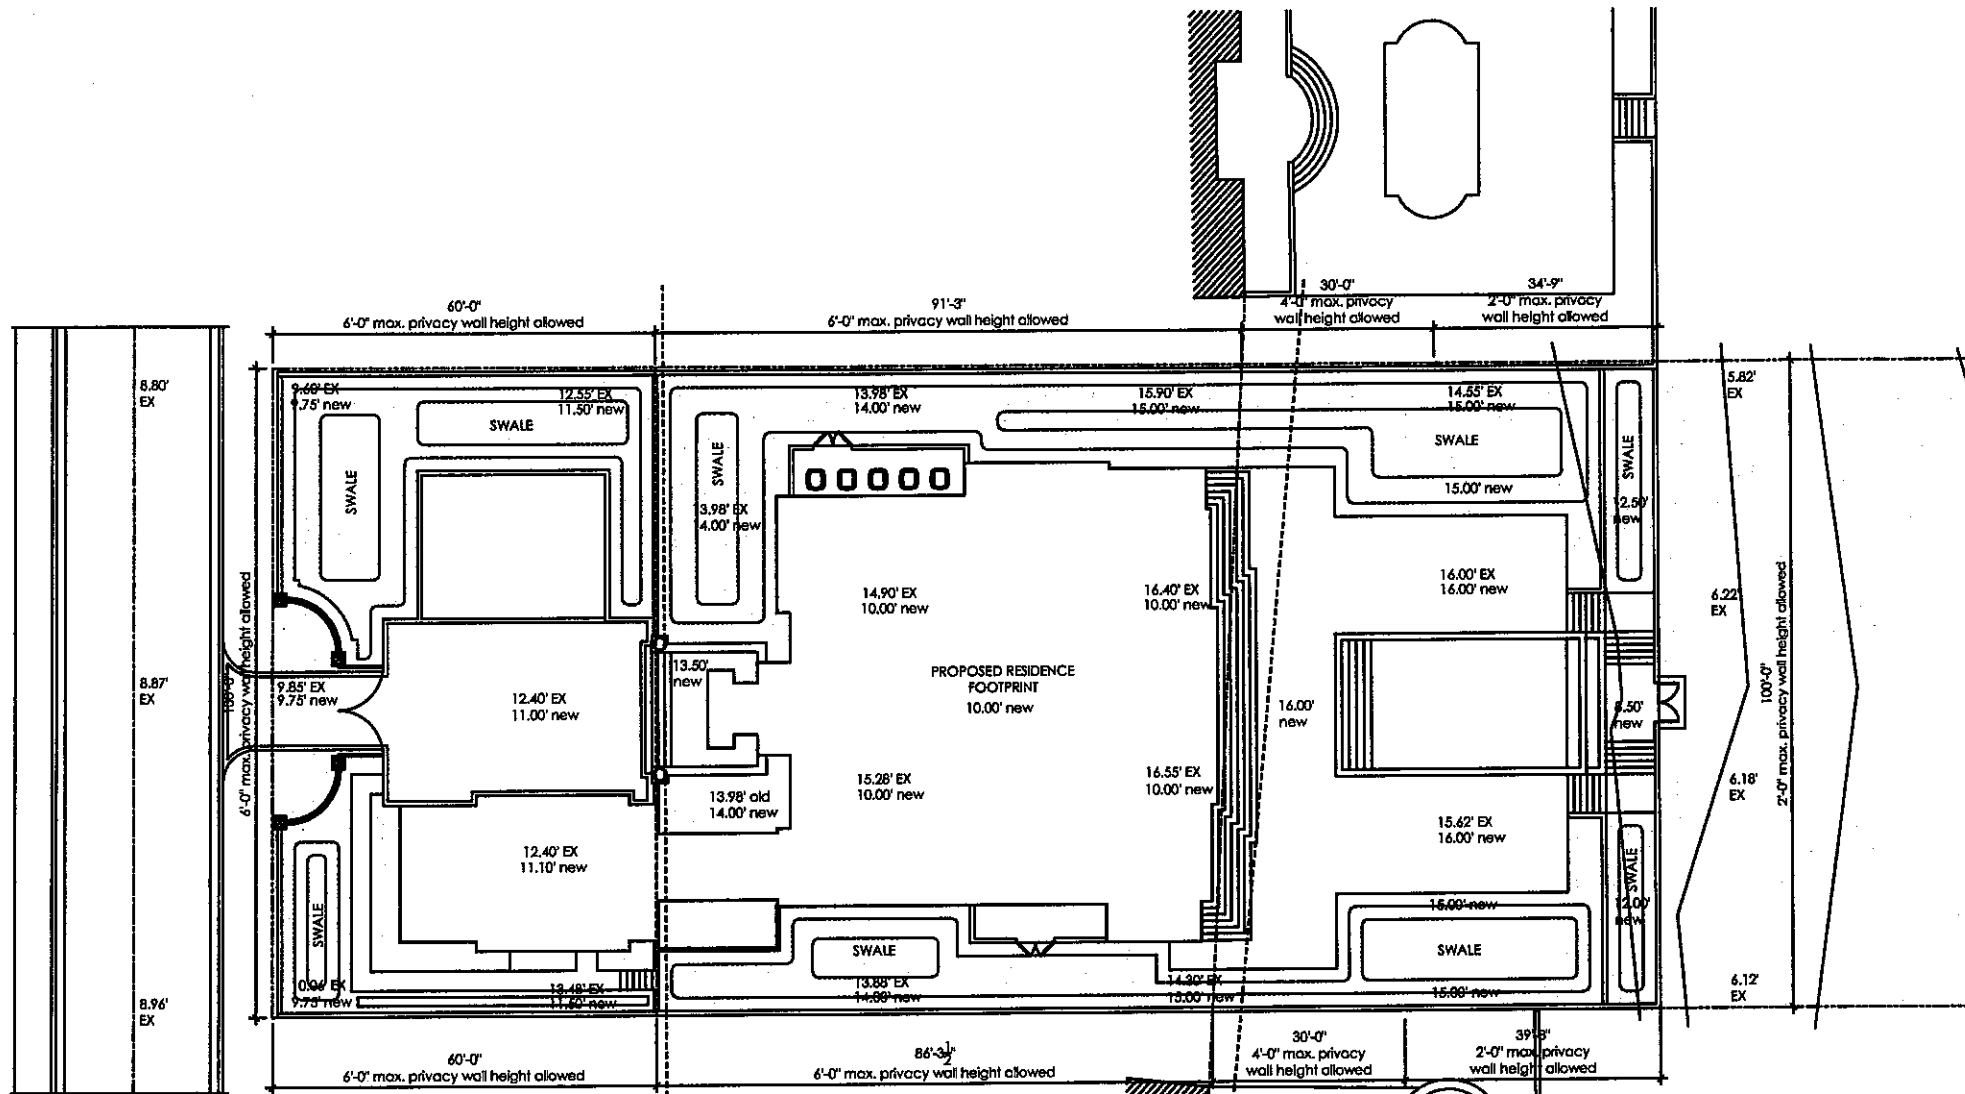 60'-0"
6'-0" max. privacy wall height allowed
91'-3"
6'-0" max. privacy wall height allowed
30'-0"
4'-0" max. privacy
wall height allowed
34'-9"
2'-0" max. privacy
wall height allowed
8.80'
EX
9.60' EX
9.75' new
12.55' EX
11.50' new
13.98' EX
14.00' new
15.90' EX
15.00' new
14.55' EX
15.00' new
5.82'
EX
SWALE
SWALE
SWALE
SWALE
SWALE
13.98' EX
4.00' new
15.00' new
12.50'
new
14.90' EX
10.00' new
16.40' EX
10.00' new
16.00' EX
16.00' new
6.22'
EX
6'-0" max. privacy wall height allowed
100'-0"
2'-0" max. privacy wall height allowed
8.87'
EX
9.85' EX
9.75' new
12.40' EX
11.00' new
13.50'
new
PROPOSED RESIDENCE
FOOTPRINT
10.00' new
16.00'
new
8.50'
new
13.98' old
14.00' new
15.28' EX
10.00' new
16.55' EX
10.00' new
6.18'
EX
12.40' EX
11.10' new
15.62' EX
16.00' new
SWALE
SWALE
SWALE
SWALE
15.00' new
12.00'
new
8.96'
EX
EX
9.75' new
13.48' EX
11.50' new
13.88' EX
14.00' new
14.30' EX
15.00' new
15.00' new
6.12'
EX
60'-0"
6'-0" max. privacy wall height allowed
86'-3½"
6'-0" max. privacy wall height allowed
30'-0"
4'-0" max. privacy
wall height allowed
2'-0" max. privacy
wall height allowed